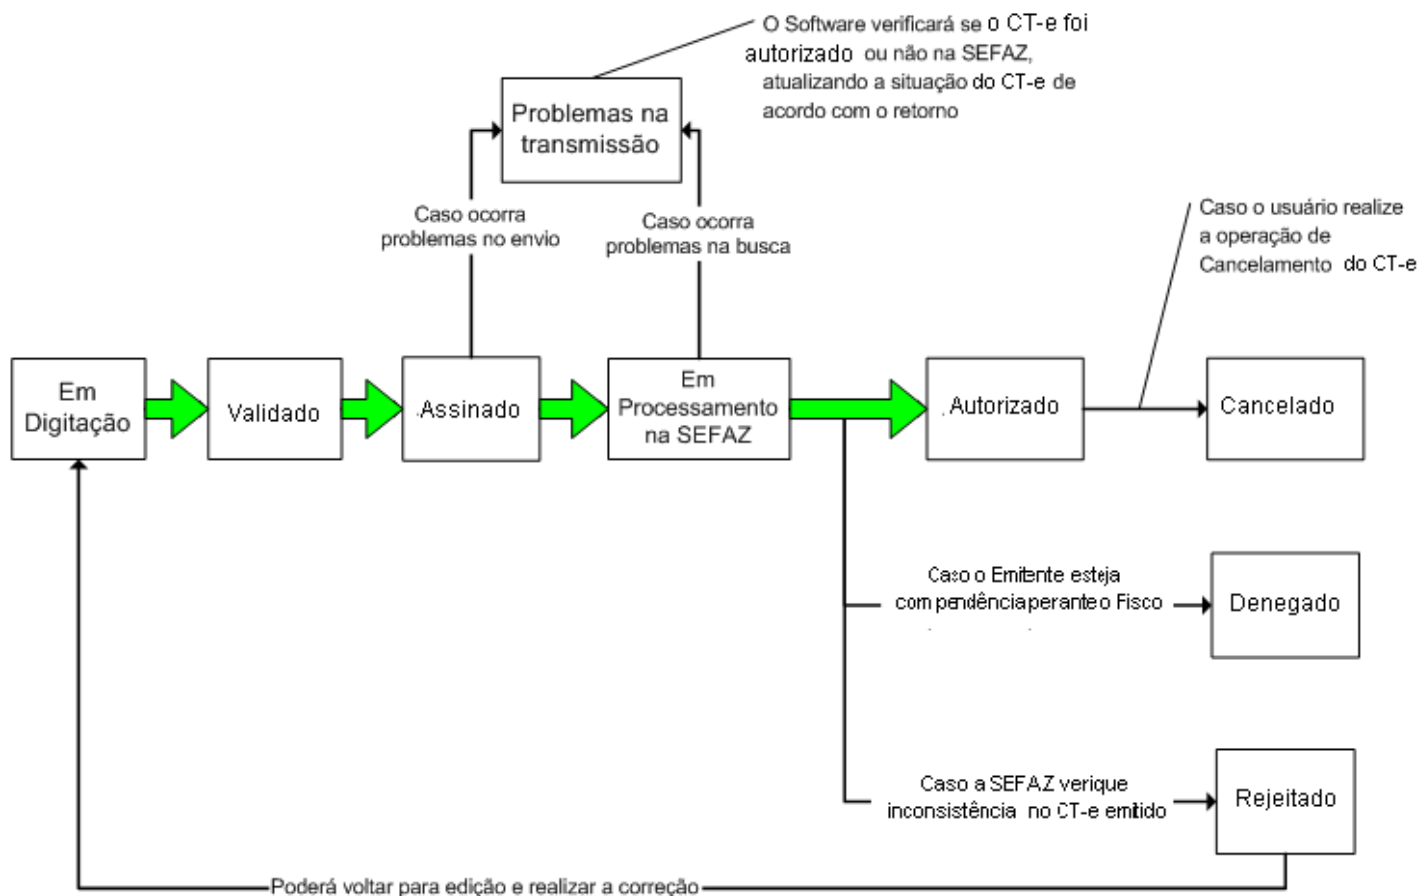 O Software verificará se o CT-e foi
autorizado ou não na SEFAZ,
atualizando a situação do CT-e de
acordo com o retorno
Problemas na
transmissão
Caso ocorra
problemas no envio
Caso ocorra
problemas na busca
Caso o usuário realize
a operação de
Cancelamento do CT-e
Em
Digitação
Validado
.Assinado
Em
Processamento
na SEFAZ
.Autorizado
Cancelado
Caso o Emitente esteja
com pendência perante o Fisco
Denegado
Caso a SEFAZ verique
inconsistência no CT-e emitido
Rejeitado
Poderá voltar para edição e realizar a correção